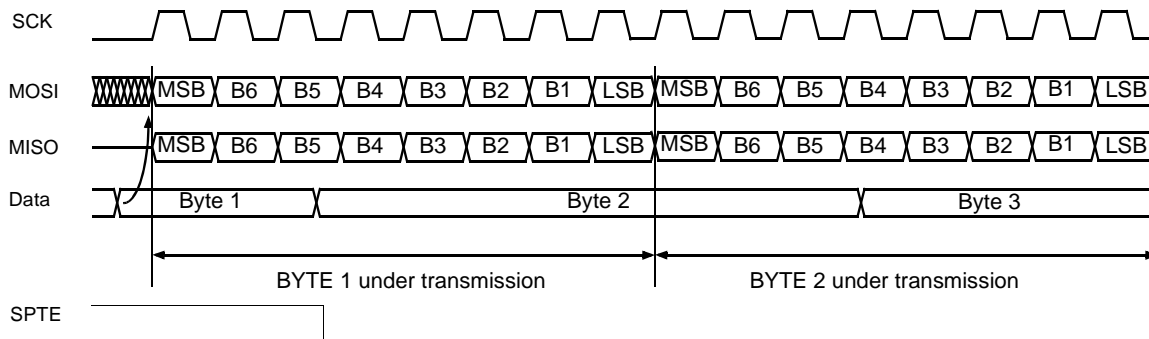 SCK
MOSI MSB B6 B5 B4 B3 B2 B1 LSB MSB B6 B5 B4 B3 B2 B1 LSB
MISO MSB B6 B5 B4 B3 B2 B1 LSB MSB B6 B5 B4 B3 B2 B1 LSB
Data Byte 1 Byte 2 Byte 3
BYTE 1 under transmission BYTE 2 under transmission
SPTE